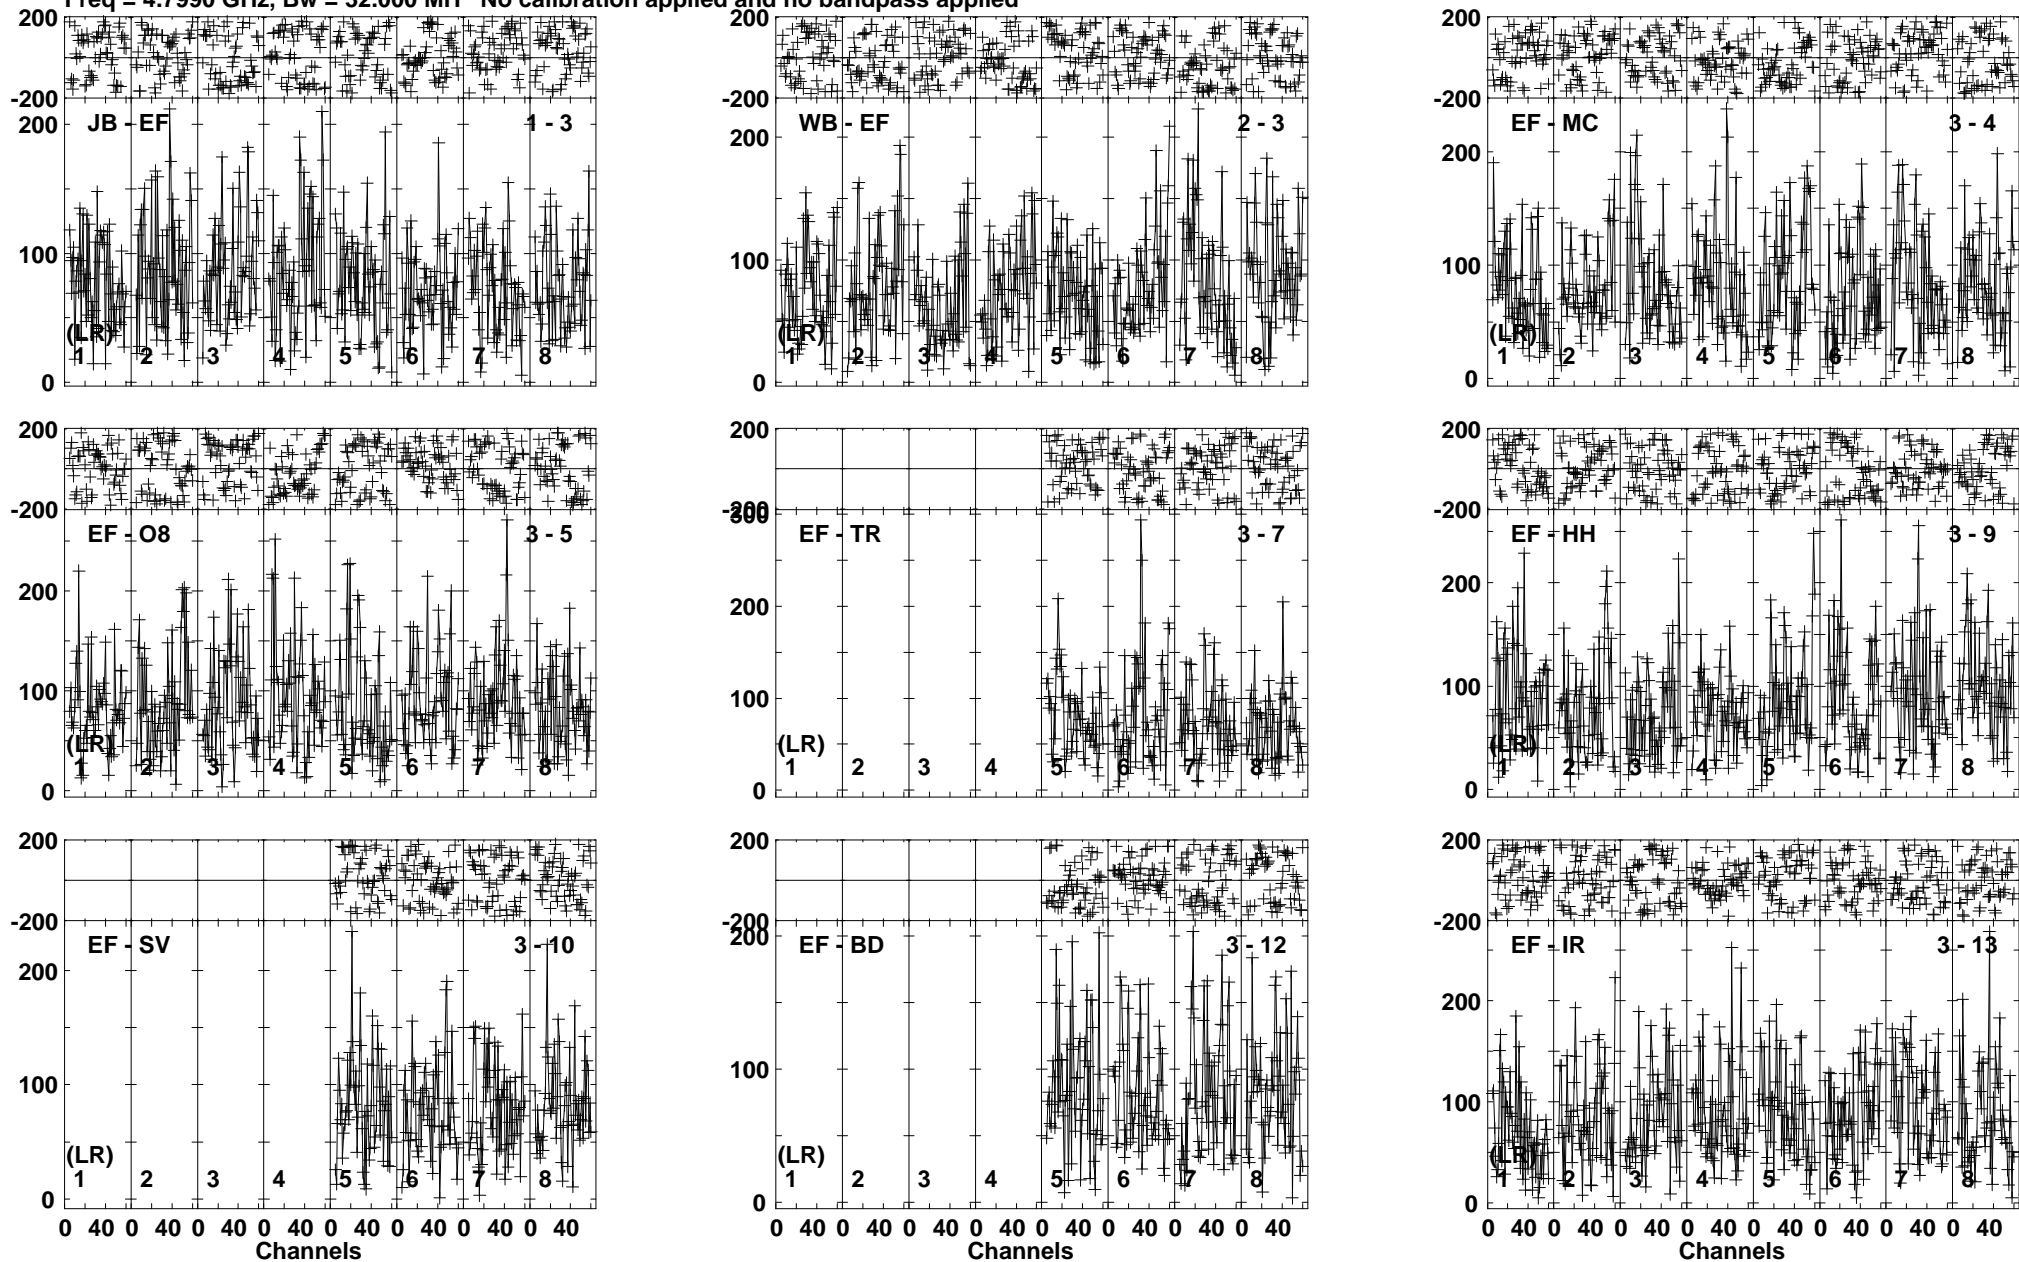 Freq = 4.7990 GHz, Bw = 32.000 MH No calibration applied and no bandpass applied
200 200 200
-200 -200 -200
JB - EF 1 - 3 WB - EF 2 - 3 EF - MC 3 - 4
200 200 200
100 100 100
(LR) (LR) (LR)
1 2 3 4 5 6 7 8 1 2 3 4 5 6 7 8 1 2 3 4 5 6 7 8
0 0 0
200 200 200
-200 -200 -200
300
EF - O8 3 - 5 EF - TR 3 - 7 EF - HH 3 - 9
200 200 200
100 100 100
(LR) (LR) (LR)
1 2 3 4 5 6 7 8 1 2 3 4 5 6 7 8 1 2 3 4 5 6 7 8
0 0 0
200 200 200
-200 -200 -200
EF - SV 3 - 10 EF - BD 3 - 12 EF - IR 3 - 13
200 200 200
100 100 100
(LR) (LR) (LR)
1 2 3 4 5 6 7 8 1 2 3 4 5 6 7 8 1 2 3 4 5 6 7 8
0 0 0
0 40 0 40 0 40 0 40 0 40 0 40 0 40 0 40 0 40 0 40 0 40 0 40 0 40 0 40 0 40 0 40 0 40 0 40 0 40 0 40 0 40 0 40 0 40 0 40
Channels Channels